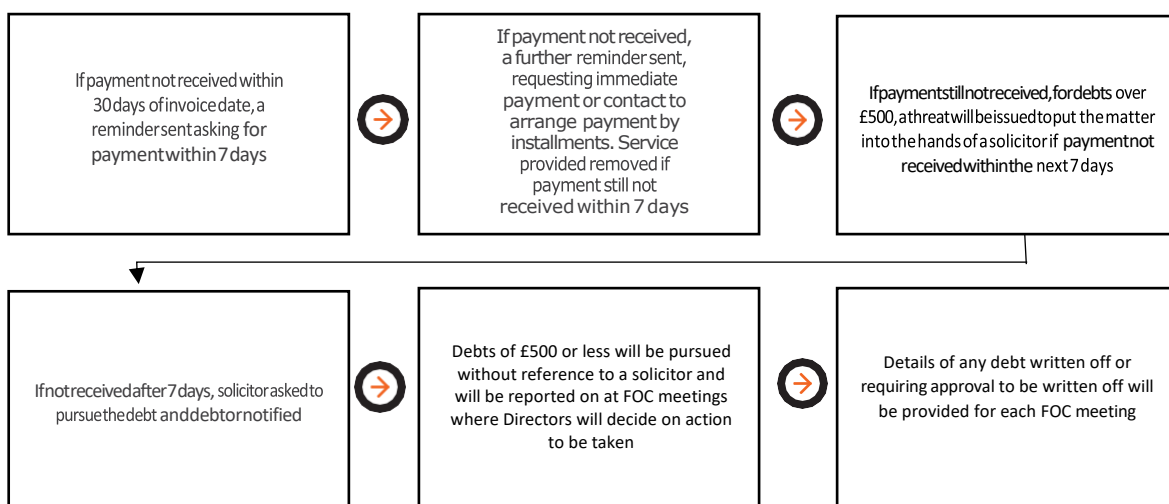 If payment not received within
30 days of invoice date, a
reminder sent asking for
payment within 7 days
If payment not received,
a further reminder sent,
requesting immediate
payment or contact to
arrange payment by
installments. Service
provided removed if
payment still not
received within 7 days
If payment still not received, for debts over
£500, a threat will be issued to put the matter
into the hands of a solicitor if payment not
received within the next 7 days
If not received after 7 days, solicitor asked to
pursue the debt and debtor notified
Debts of £500 or less will be pursued
without reference to a solicitor and
will be reported on at FOC meetings
where Directors will decide on action
to be taken
Details of any debt written off or
requiring approval to be written off will
be provided for each FOC meeting